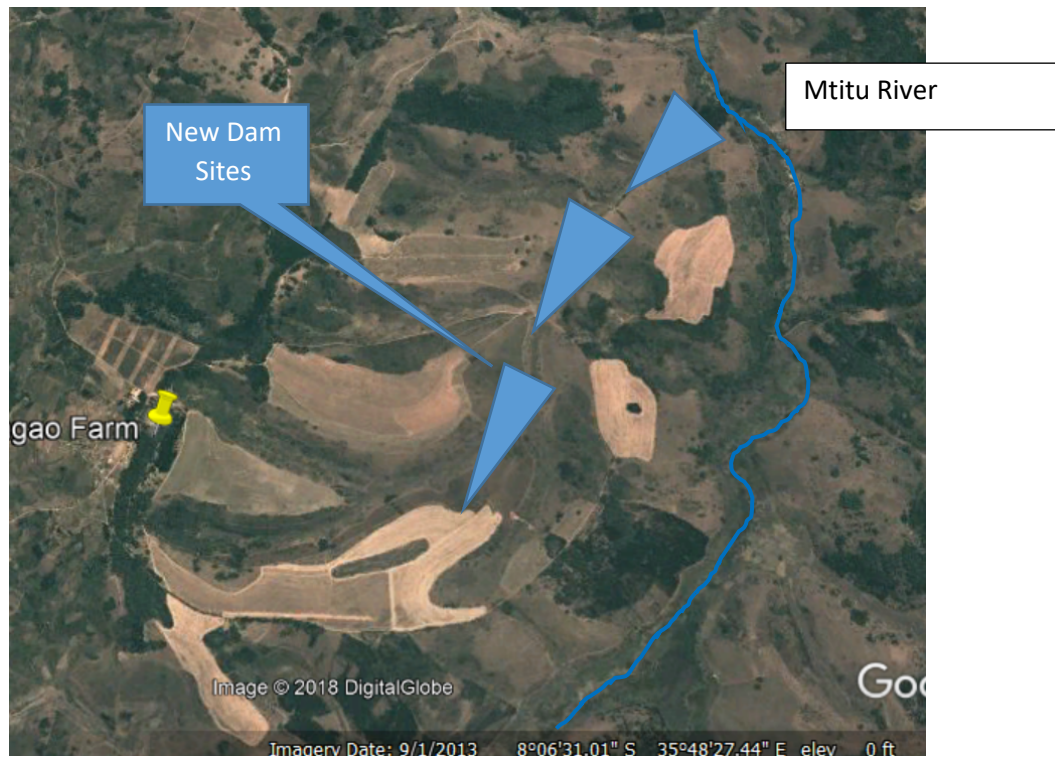 Mtitu River
New Dam
Sites
gao Farm
Image © 2018 DigitalGlobe
Goo
Imagery Date: 9/1/2013 8°06'31.01" S 35°48'27.44" E elev 0 ft